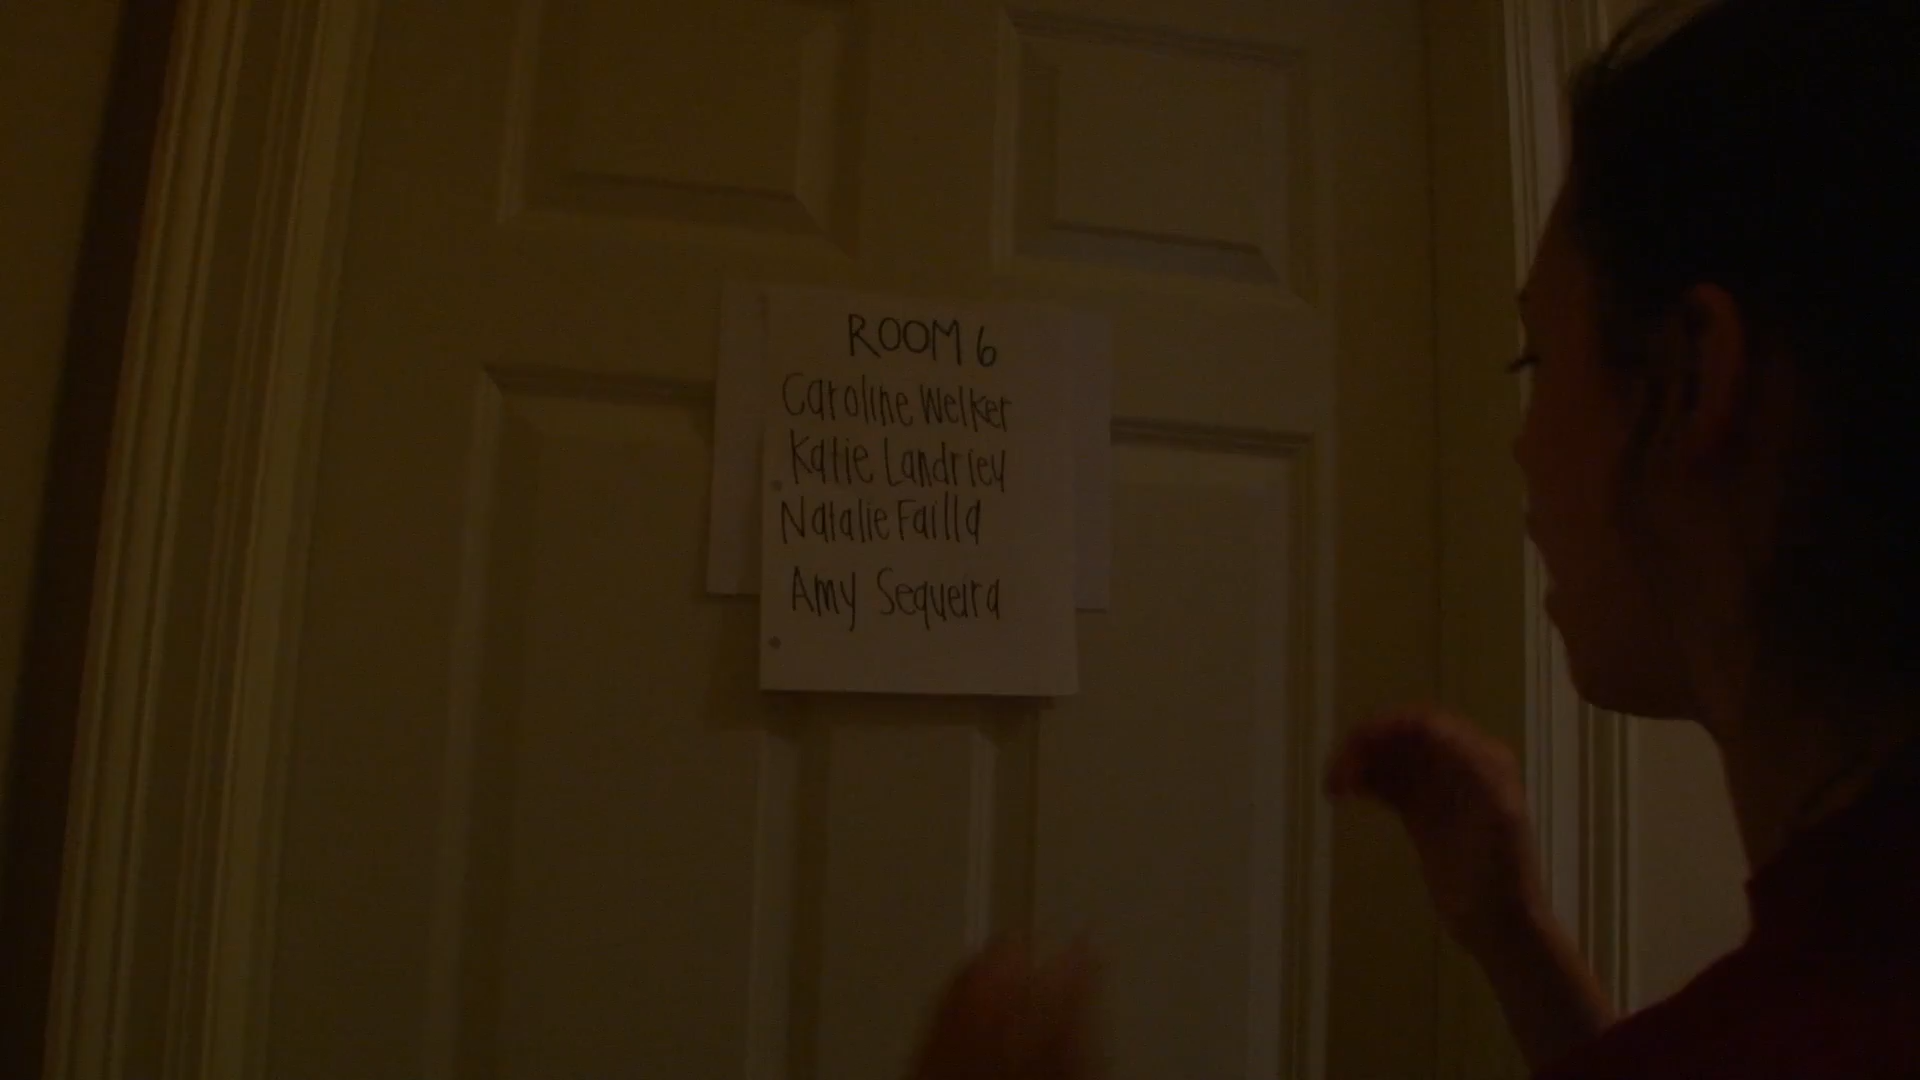 ROOM 6
Caroline Welker
Katie Landriey
Natalie Failla
Amy Sequeira